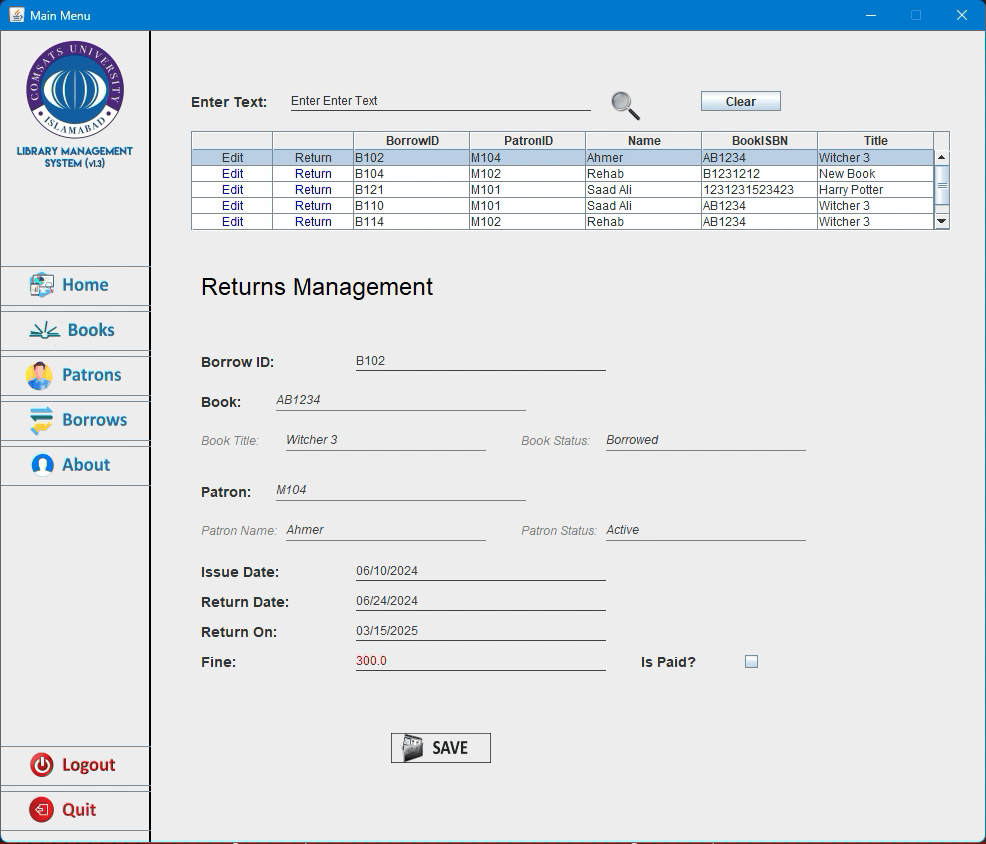 Main Menu
COMSATS UNIVERSITY
ISLAMABAD
LIBRARY MANAGEMENT
SYSTEM (v1.3)
Home
Books
Patrons
Borrows
About
Logout
Quit
Enter Text: Enter Enter Text Clear
BorrowID PatronID Name BookISBN Title
Edit Return B102 M104 Ahmer AB1234 Witcher 3
Edit Return B104 M102 Rehab B1231212 New Book
Edit Return B121 M101 Saad Ali 1231231523423 Harry Potter
Edit Return B110 M101 Saad Ali AB1234 Witcher 3
Edit Return B114 M102 Rehab AB1234 Witcher 3
Returns Management
Borrow ID: B102
Book: AB1234
Book Title: Witcher 3 Book Status: Borrowed
Patron: M104
Patron Name: Ahmer Patron Status: Active
Issue Date: 06/10/2024
Return Date: 06/24/2024
Return On: 03/15/2025
Fine: 300.0 Is Paid?
SAVE